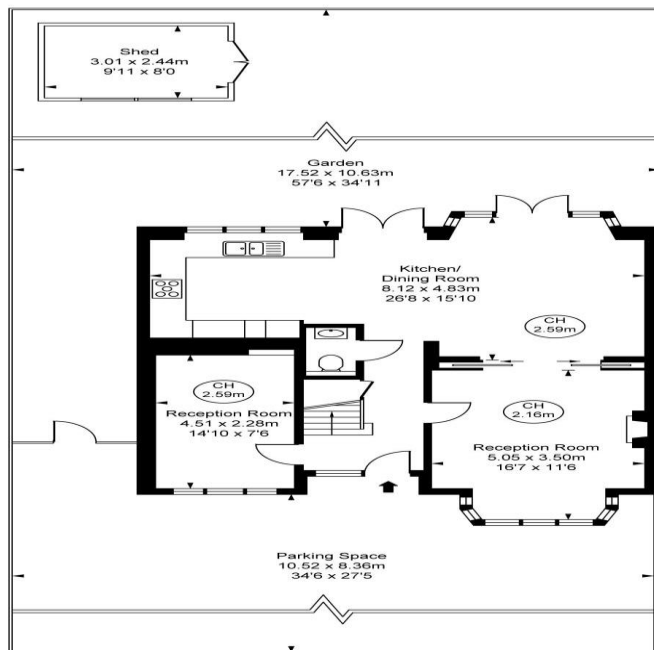 Shed
3.01 x 2.44m
9'11 x 8'0
Garden
17.52 x 10.63m
57'6 x 34'11
Kitchen/
Dining Room
8.12 x 4.83m
26'8 x 15'10
CH
2.59m
CH
2.59m
Reception Room
4.51 x 2.28m
14'10 x 7'6
CH
2.16m
Reception Room
5.05 x 3.50m
16'7 x 11'6
Parking Space
10.52 x 8.36m
34'6 x 27'5